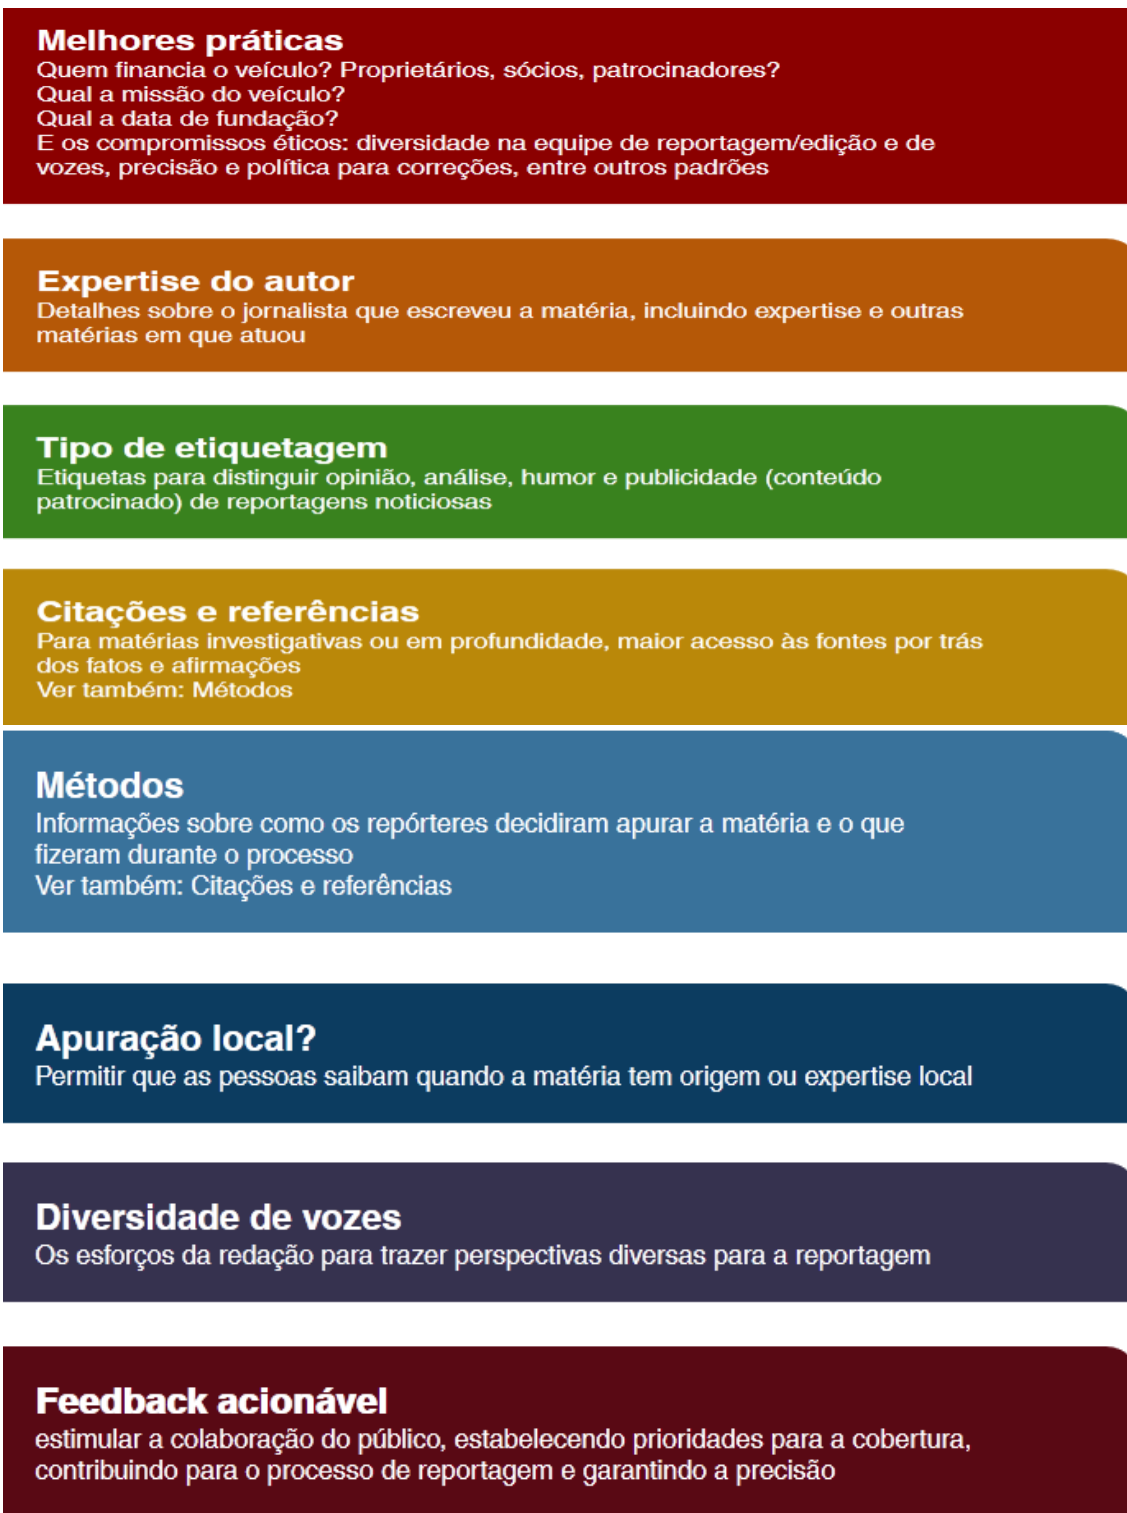 Melhores práticas
Quem financia o veículo? Proprietários, sócios, patrocinadores?
Qual a missão do veículo?
Qual a data de fundação?
E os compromissos éticos: diversidade na equipe de reportagem/edição e de
vozes, precisão e política para correções, entre outros padrões
Expertise do autor
Detalhes sobre o jornalista que escreveu a matéria, incluindo expertise e outras
matérias em que atuou
Tipo de etiquetagem
Etiquetas para distinguir opinião, análise, humor e publicidade (conteúdo
patrocinado) de reportagens noticiosas
Citações e referências
Para matérias investigativas ou em profundidade, maior acesso às fontes por trás
dos fatos e afirmações
Ver também: Métodos
Métodos
Informações sobre como os repórteres decidiram apurar a matéria e o que
fizeram durante o processo
Ver também: Citações e referências
Apuração local?
Permitir que as pessoas saibam quando a matéria tem origem ou expertise local
Diversidade de vozes
Os esforços da redação para trazer perspectivas diversas para a reportagem
Feedback acionável
estimular a colaboração do público, estabelecendo prioridades para a cobertura,
contribuindo para o processo de reportagem e garantindo a precisão